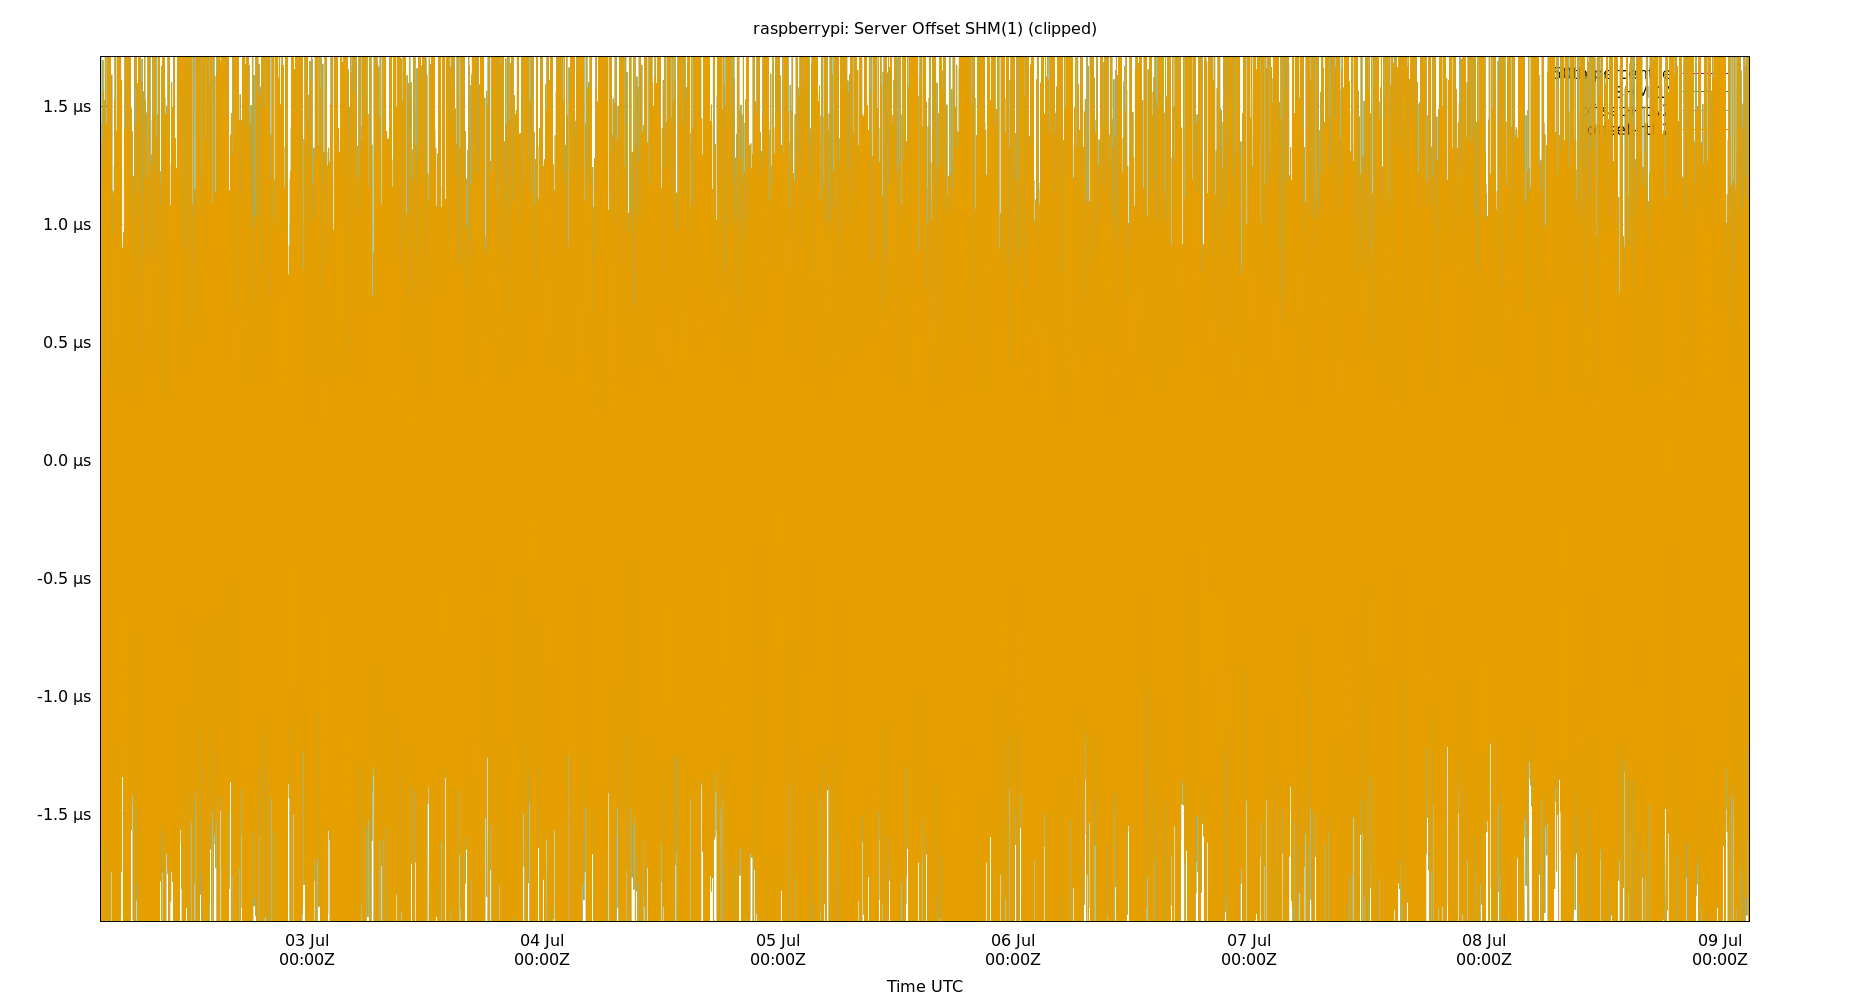 raspberrypi: Server Offset SHM(1) (clipped)
1.5 µs
1.0 µs
0.5 µs
0.0 µs
-0.5 µs
-1.0 µs
-1.5 µs
03 Jul 04 Jul 05 Jul 06 Jul 07 Jul 08 Jul 09 Jul
00:00Z 00:00Z 00:00Z 00:00Z 00:00Z 00:00Z 00:00Z
Time UTC